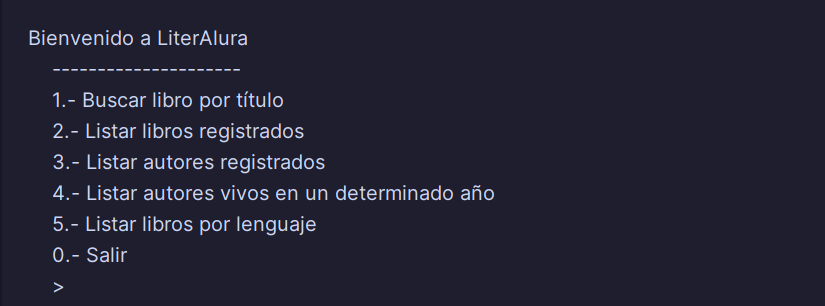 Bienvenido a LiterAlura
---------------------
1.- Buscar libro por título
2.- Listar libros registrados
3.- Listar autores registrados
4.- Listar autores vivos en un determinado año
5.- Listar libros por lenguaje
0.- Salir
>